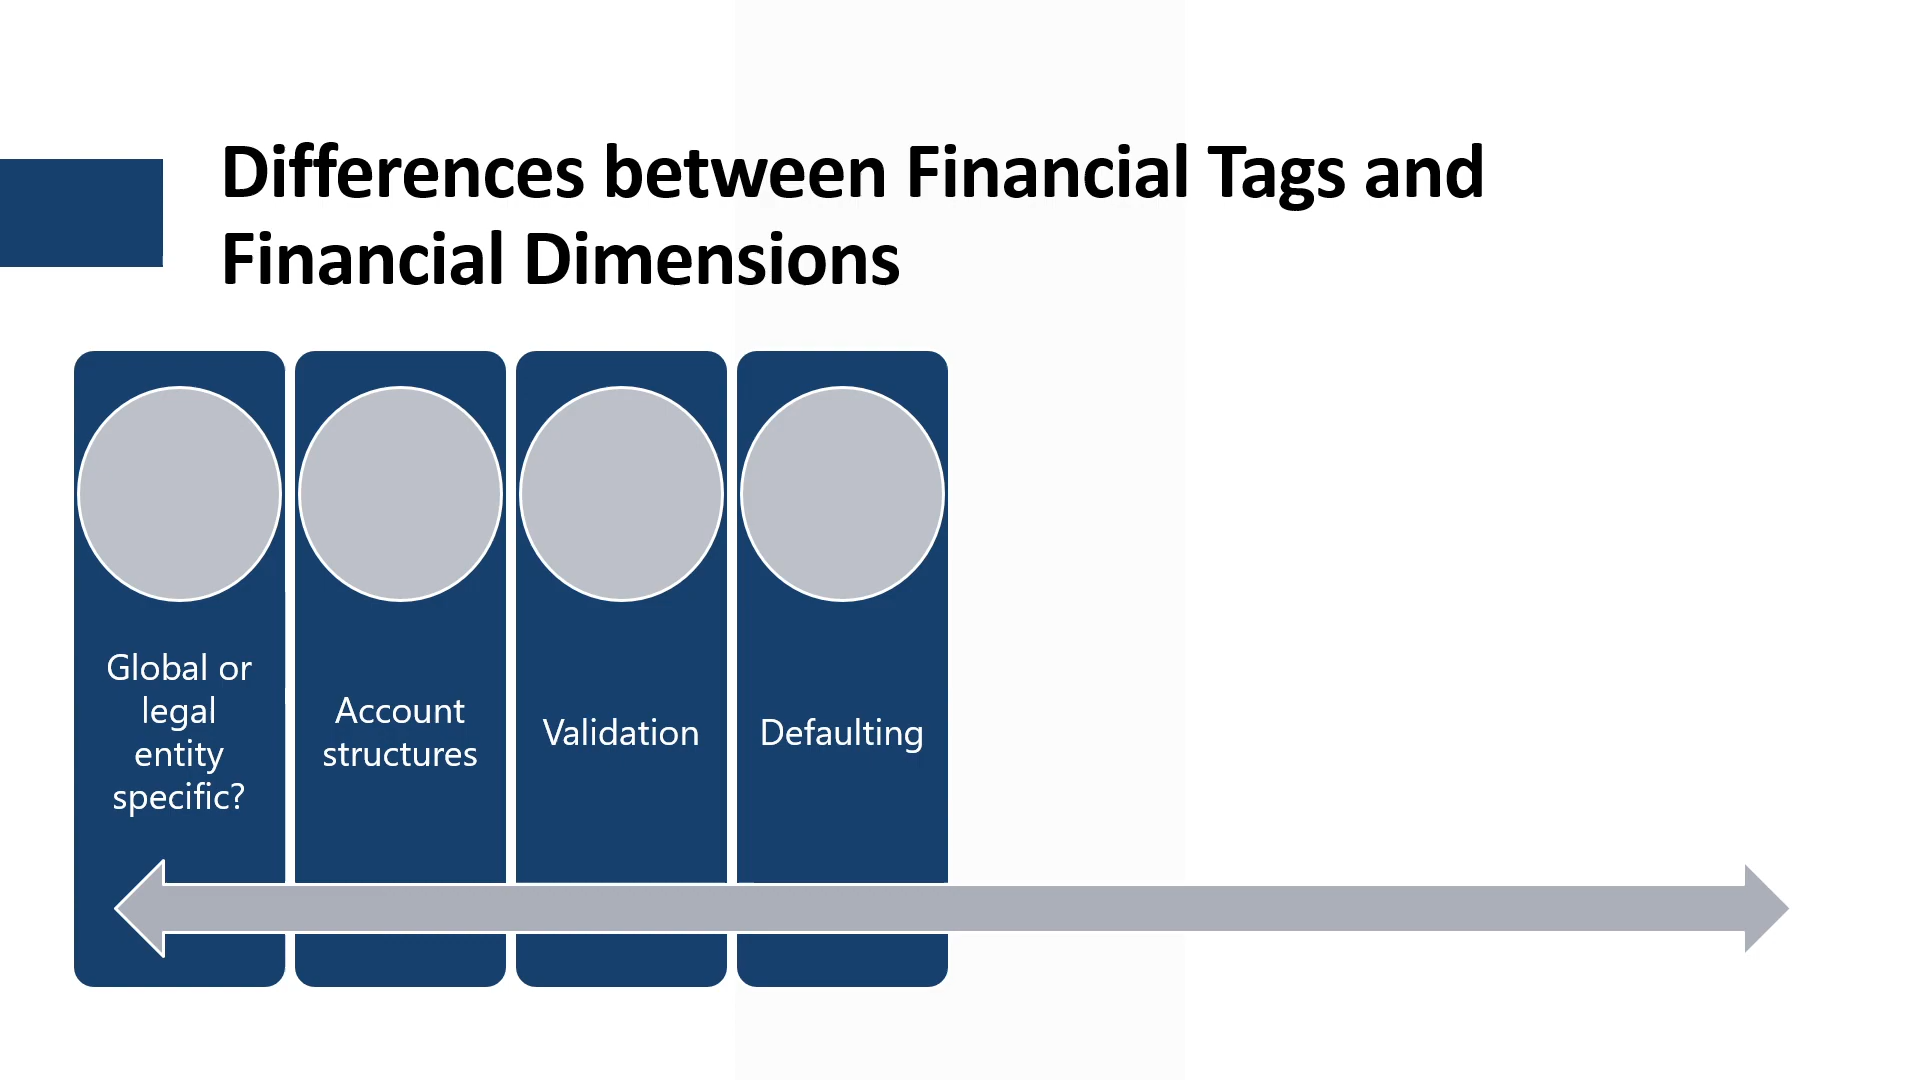 Differences between Financial Tags and
Financial Dimensions
Global or
legal
entity
specific?
Account
structures
Validation
Defaulting